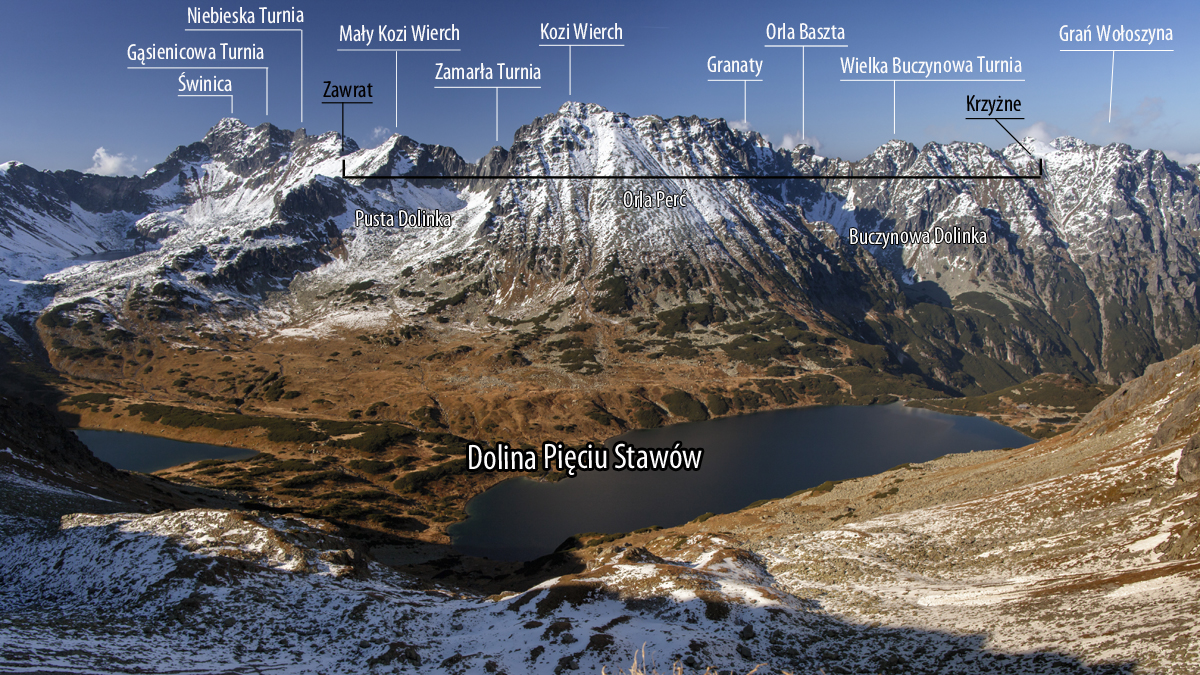 Niebieska Turnia
Gąsienicowa Turnia
Świnica
Mały Kozi Wierch
Zawrat
Zamarła Turnia
Kozi Wierch
Granaty
Orla Baszta
Wielka Buczynowa Turnia
Krzyżne
Grań Wołoszyna
Orla Perć
Pusta Dolinka
Buczynowa Dolinka
Dolina Pięciu Stawów